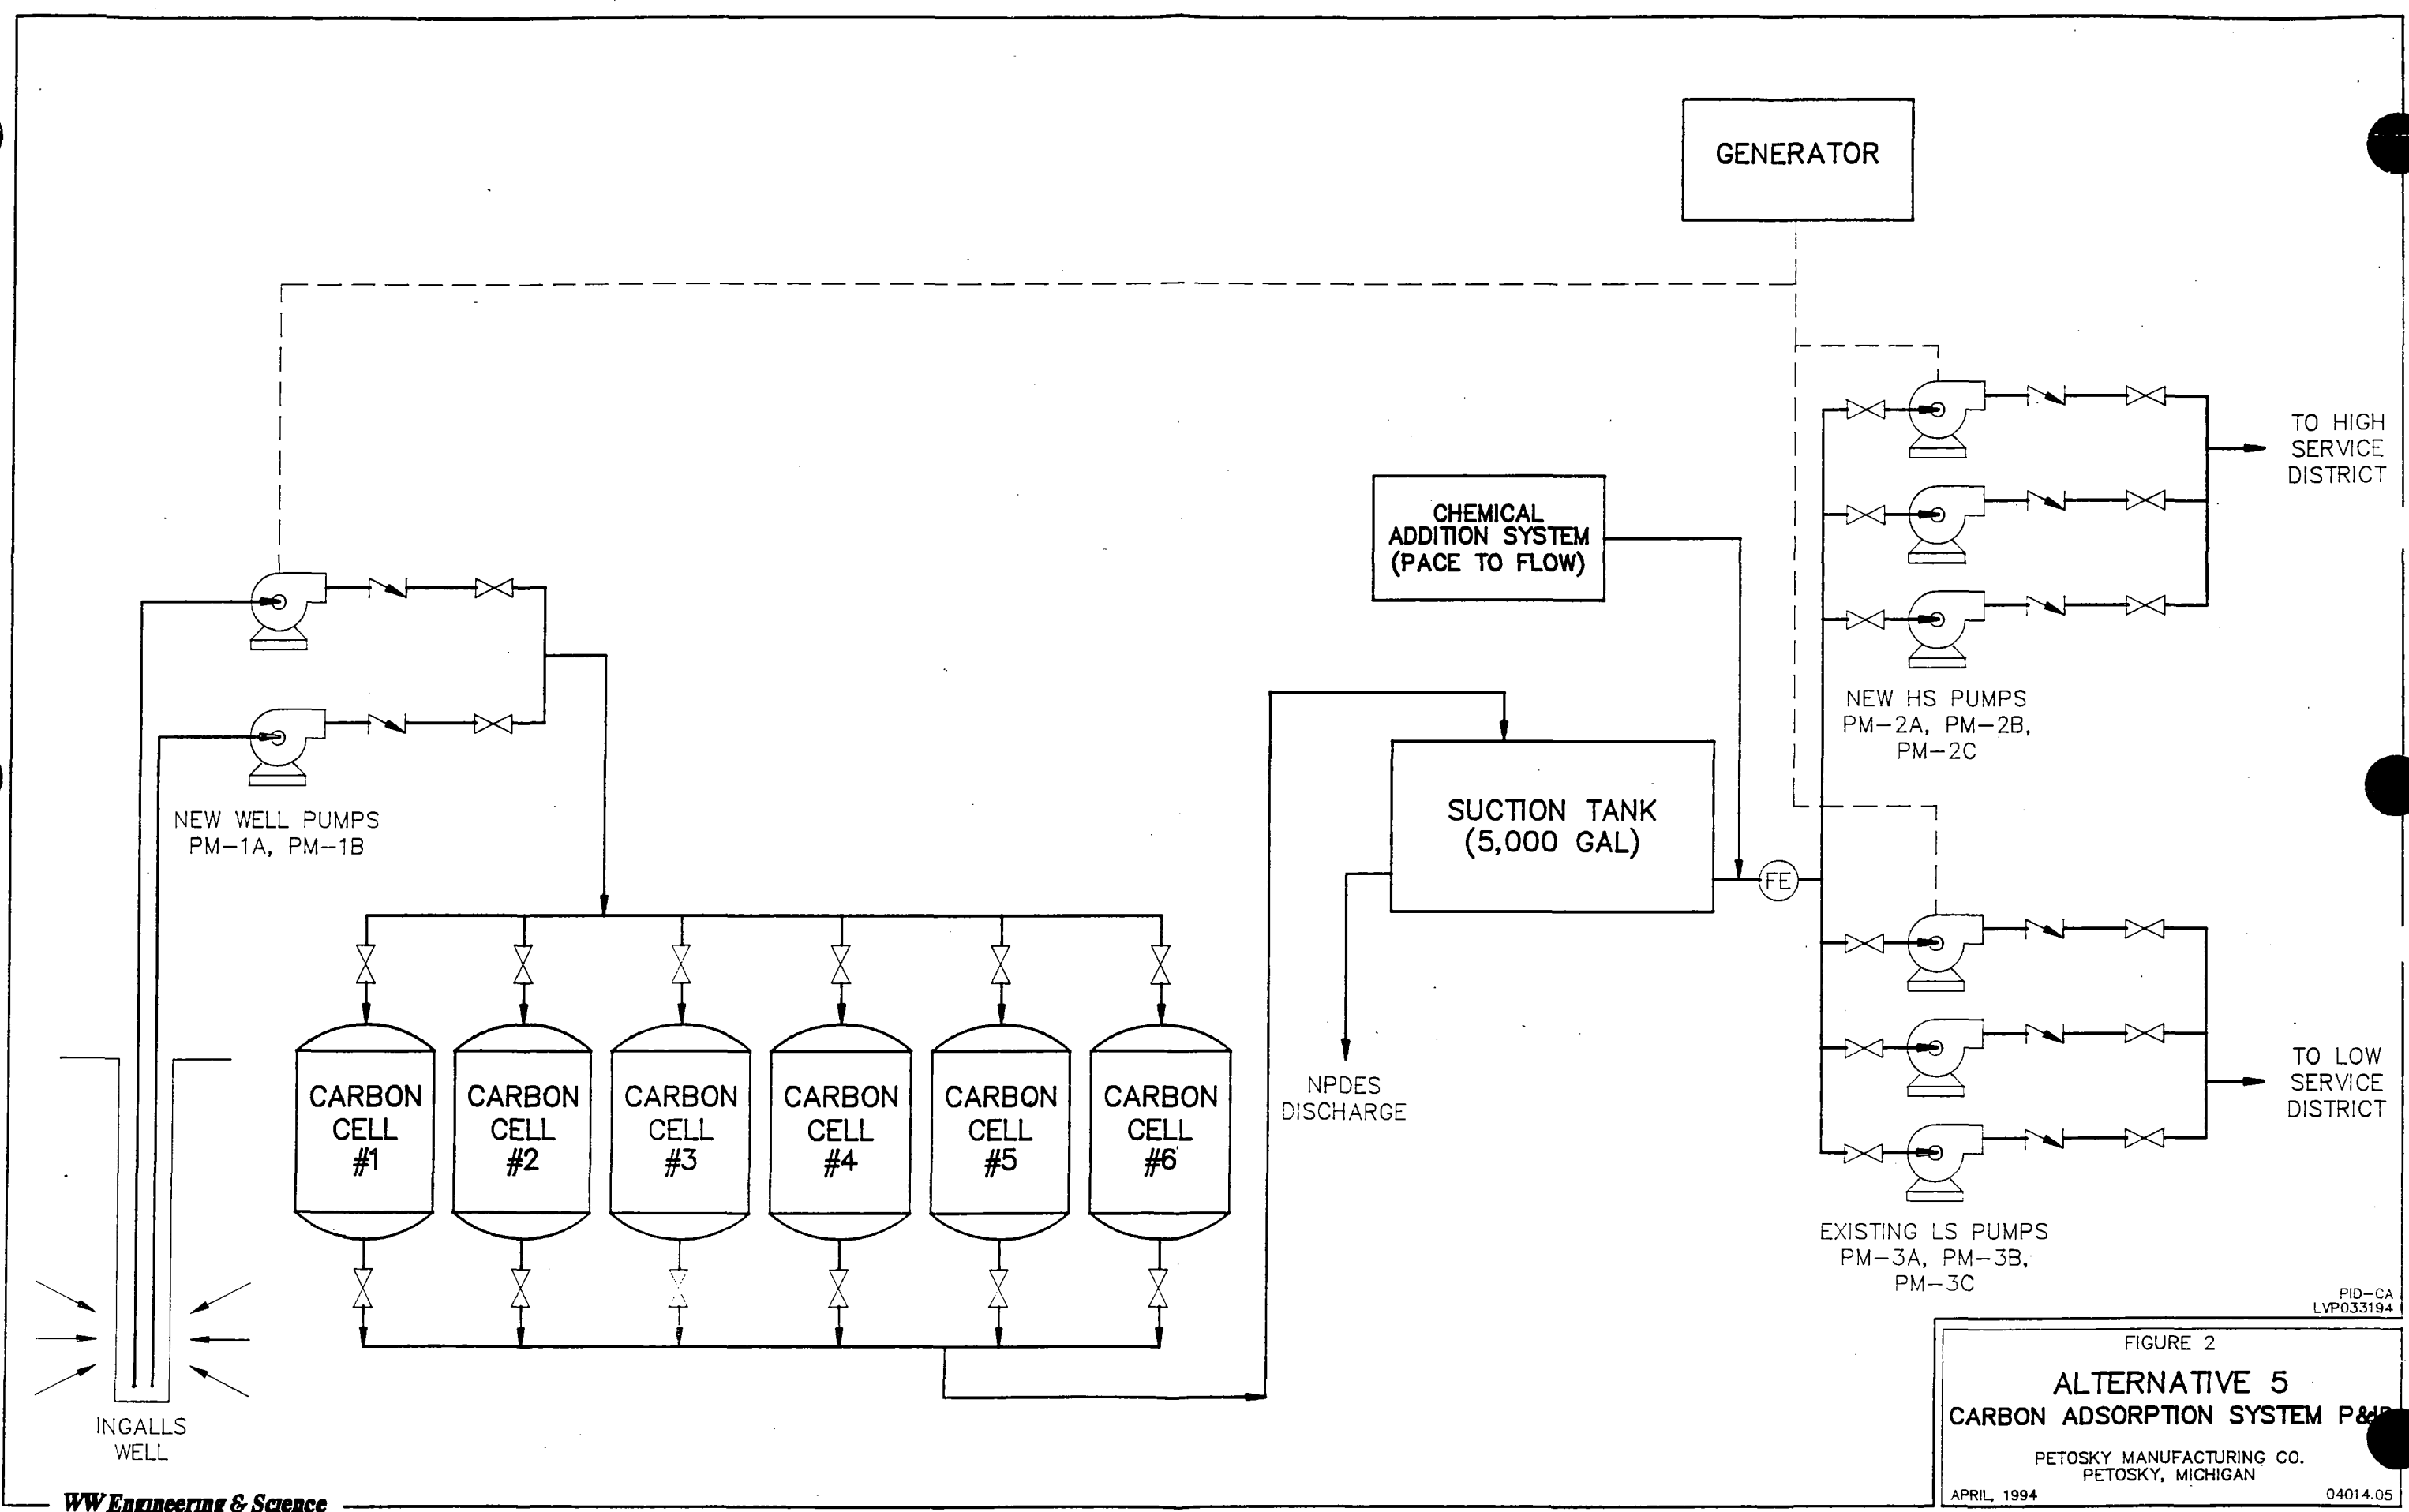 GENERATOR
TO HIGH
SERVICE
DISTRICT
CHEMICAL
ADDITION SYSTEM
(PACE TO FLOW)
NEW HS PUMPS
PM-2A, PM-2B,
PM-2C
NEW WELL PUMPS
PM-1A, PM-1B
SUCTION TANK
(5,000 GAL)
FE
CARBON
CELL
#1
CARBON
CELL
#2
CARBON
CELL
#3
CARBON
CELL
#4
CARBON
CELL
#5
CARBON
CELL
#6
NPDES
DISCHARGE
TO LOW
SERVICE
DISTRICT
EXISTING LS PUMPS
PM-3A, PM-3B,
PM-3C
INGALLS
WELL
PID-CA
LVP033194
FIGURE 2
ALTERNATIVE 5
CARBON ADSORPTION SYSTEM
PETOSKY MANUFACTURING CO.
PETOSKY, MICHIGAN
APRIL, 1994
04014.05
WW Engineering & Science